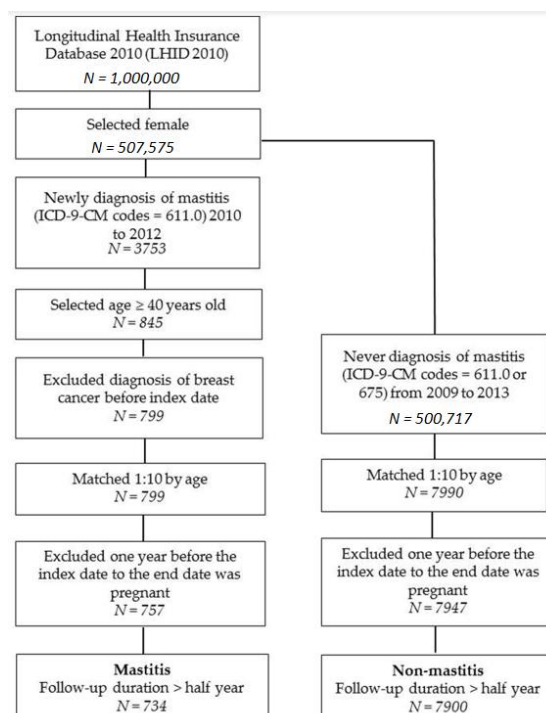 Longitudinal Health Insurance
Database 2010 (LHID 2010)
N = 1,000,000
Selected female
N = 507,575
Newly diagnosis of mastitis
(ICD-9-CM codes = 611.0) 2010
to 2012
N = 3753
Selected age ≥ 40 years old
N = 845
Excluded diagnosis of breast
cancer before index date
N = 799
Matched 1:10 by age
N = 799
Excluded one year before the
index date to the end date was
pregnant
N = 757
Mastitis
Follow-up duration > half year
N = 734
Never diagnosis of mastitis
(ICD-9-CM codes = 611.0 or
675) from 2009 to 2013
N = 500,717
Matched 1:10 by age
N = 7990
Excluded one year before the
index date to the end date was
pregnant
N = 7947
Non-mastitis
Follow-up duration > half year
N = 7900